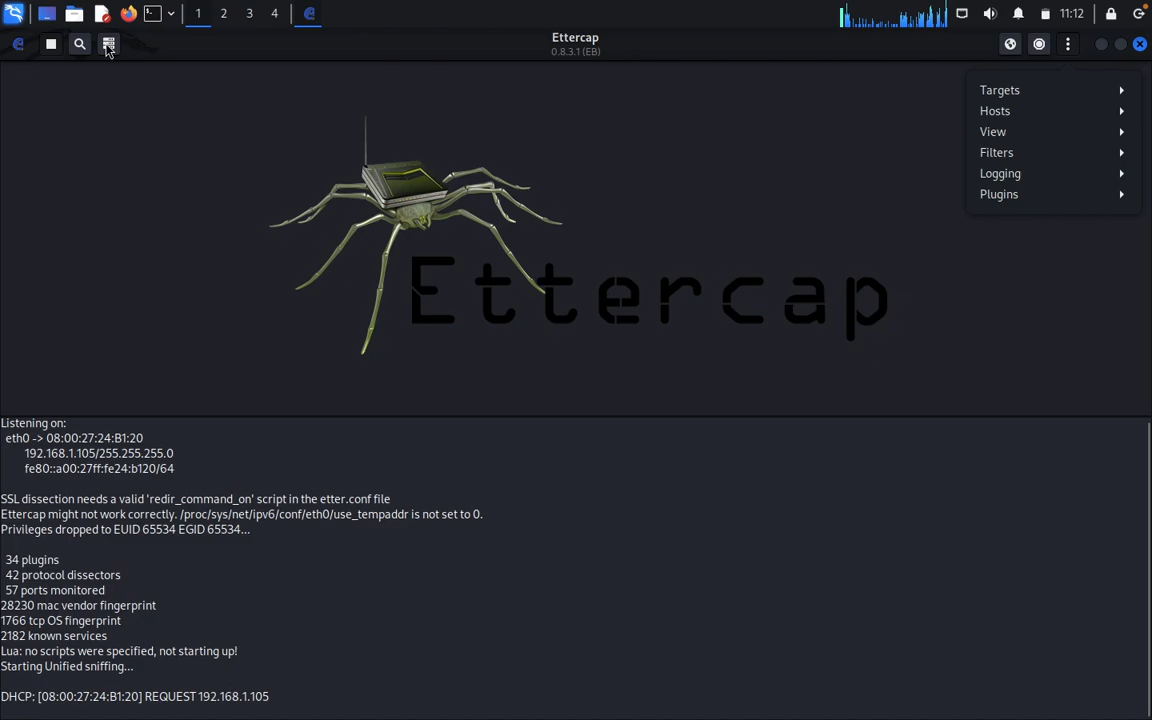 1 2 3 4
11:12
Ettercap
0.8.3.1 (EB)
Targets
Hosts
View
Filters
Logging
Plugins
Ettercap
Listening on:
eth0 -> 08:00:27:24:B1:20
192.168.1.105/255.255.255.0
fe80::a00:27ff:fe24:b120/64
SSL dissection needs a valid 'redir_command_on' script in the etter.conf file
Ettercap might not work correctly. /proc/sys/net/ipv6/conf/eth0/use_tempaddr is not set to 0.
Privileges dropped to EUID 65534 EGID 65534...
34 plugins
42 protocol dissectors
57 ports monitored
28230 mac vendor fingerprint
1766 tcp OS fingerprint
2182 known services
Lua: no scripts were specified, not starting up!
Starting Unified sniffing...
DHCP: [08:00:27:24:B1:20] REQUEST 192.168.1.105